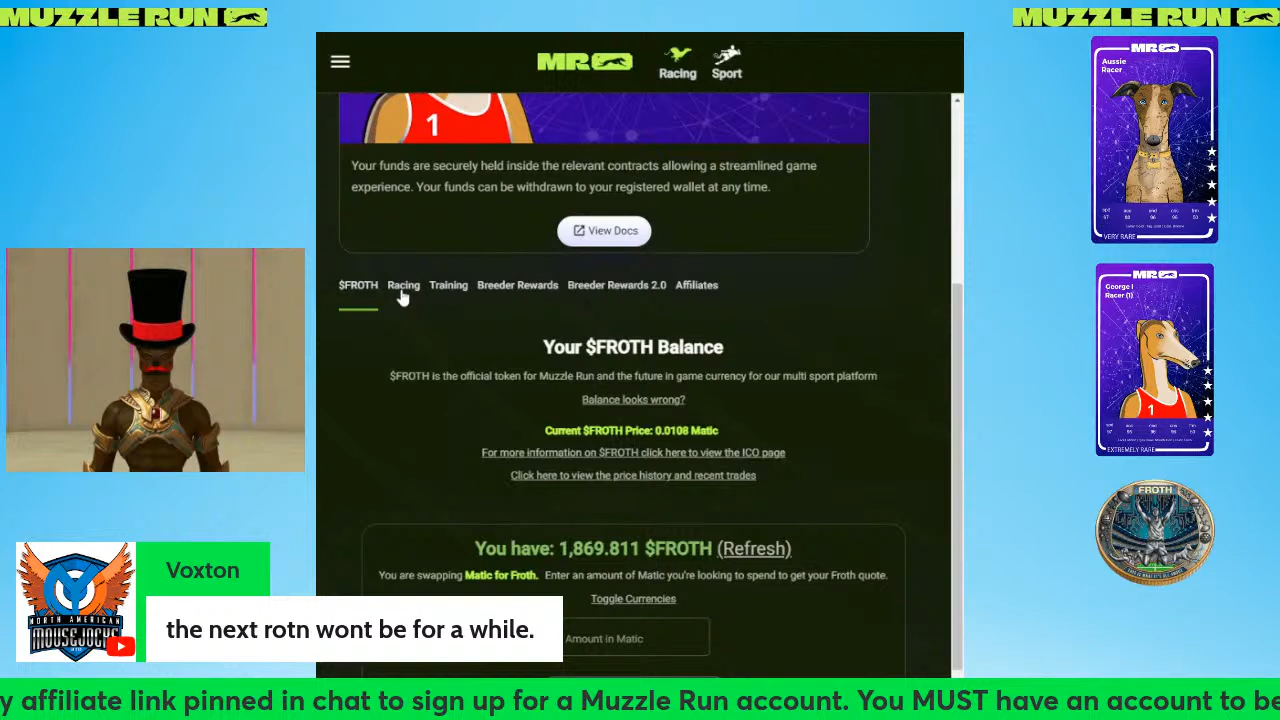 MUZZLE RUN
MUZZLE RUN
MR
Racing
Sport
1
Your funds are securely held inside the relevant contracts allowing a streamlined game
experience. Your funds can be withdrawn to your registered wallet at any time.
View Docs
$FROTH Racing Training Breeder Rewards Breeder Rewards 2.0 Affiliates
Your $FROTH Balance
$FROTH is the official token for Muzzle Run and the future in game currency for our multi sport platform
Balance looks wrong?
Current $FROTH Price: 0.0108 Matic
For more information on $FROTH click here to view the ICO page
Click here to view the price history and recent trades
You have: 1,869.811 $FROTH (Refresh)
You are swapping Matic for Froth. Enter an amount of Matic you're looking to spend to get your Froth quote.
Toggle Currencies
Amount in Matic
MR
Aussie
Racer
VERY RARE
MR
George I
Racer (1)
1
EXTREMELY RARE
FROTH
NORTH AMERICAN
MOUSEJOCKS
Voxton
the next rotn wont be for a while.
y affiliate link pinned in chat to sign up for a Muzzle Run account. You MUST have an account to be